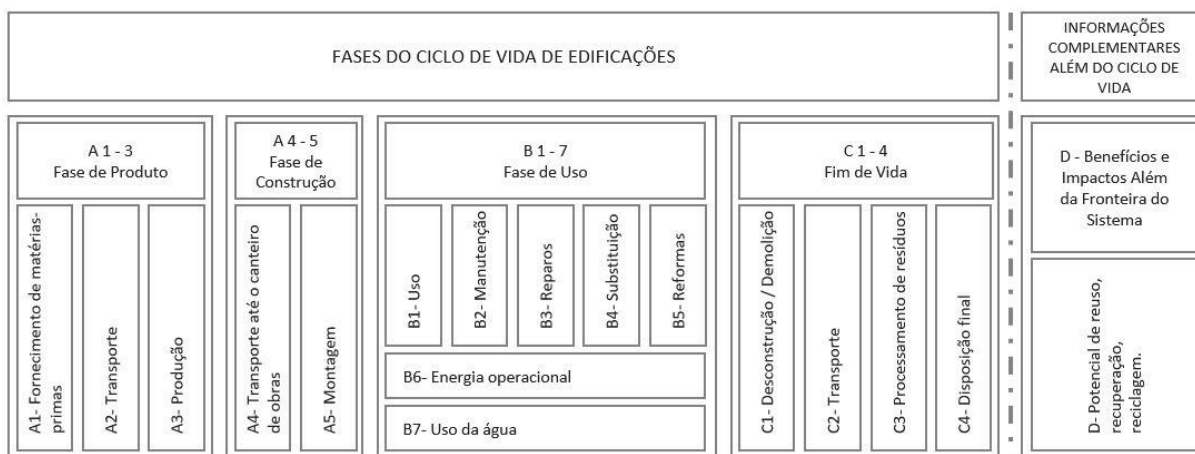 FASES DO CICLO DE VIDA DE EDIFICAÇÕES
INFORMAÇÕES
COMPLEMENTARES
ALÉM DO CICLO DE
VIDA
A 1 - 3
Fase de Produto
A1- Fornecimento de matérias-
primas
A2- Transporte
A3- Produção
A 4 - 5
Fase de
Construção
A4- Transporte até o canteiro
de obras
A5- Montagem
B 1 - 7
Fase de Uso
B1- Uso
B2- Manutenção
B3- Reparos
B4- Substituição
B5- Reformas
B6- Energia operacional
B7- Uso da água
C 1 - 4
Fim de Vida
C1- Desconstrução / Demolição
C2- Transporte
C3- Processamento de resíduos
C4- Disposição final
D - Benefícios e
Impactos Além
da Fronteira do
Sistema
D- Potencial de reuso,
recuperação,
reciclagem.